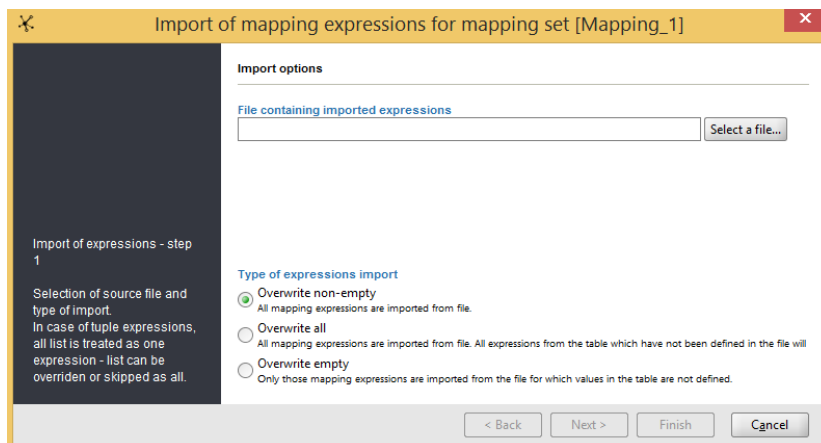 Import of mapping expressions for mapping set [Mapping_1]
Import options
File containing imported expressions
Select a file...
Import of expressions - step
1
Selection of source file and
type of import.
In case of tuple expressions,
all list is treated as one
expression - list can be
overriden or skipped as all.
Type of expressions import
Overwrite non-empty
All mapping expressions are imported from file.
Overwrite all
All mapping expressions are imported from file. All expressions from the table which have not been defined in the file will
Overwrite empty
Only those mapping expressions are imported from the file for which values in the table are not defined.
< Back
Next >
Finish
Cancel